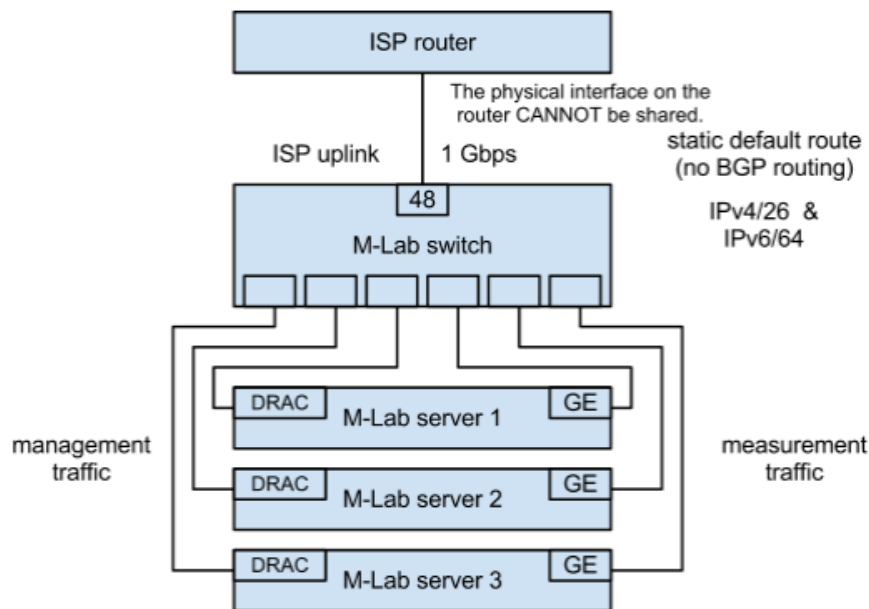 ISP router
The physical interface on the
router CANNOT be shared.
static default route
(no BGP routing)
ISP uplink
1 Gbps
IPv4/26 &
IPv6/64
48
M-Lab switch
DRAC
M-Lab server 1
GE
management
traffic
DRAC
M-Lab server 2
GE
measurement
traffic
DRAC
M-Lab server 3
GE